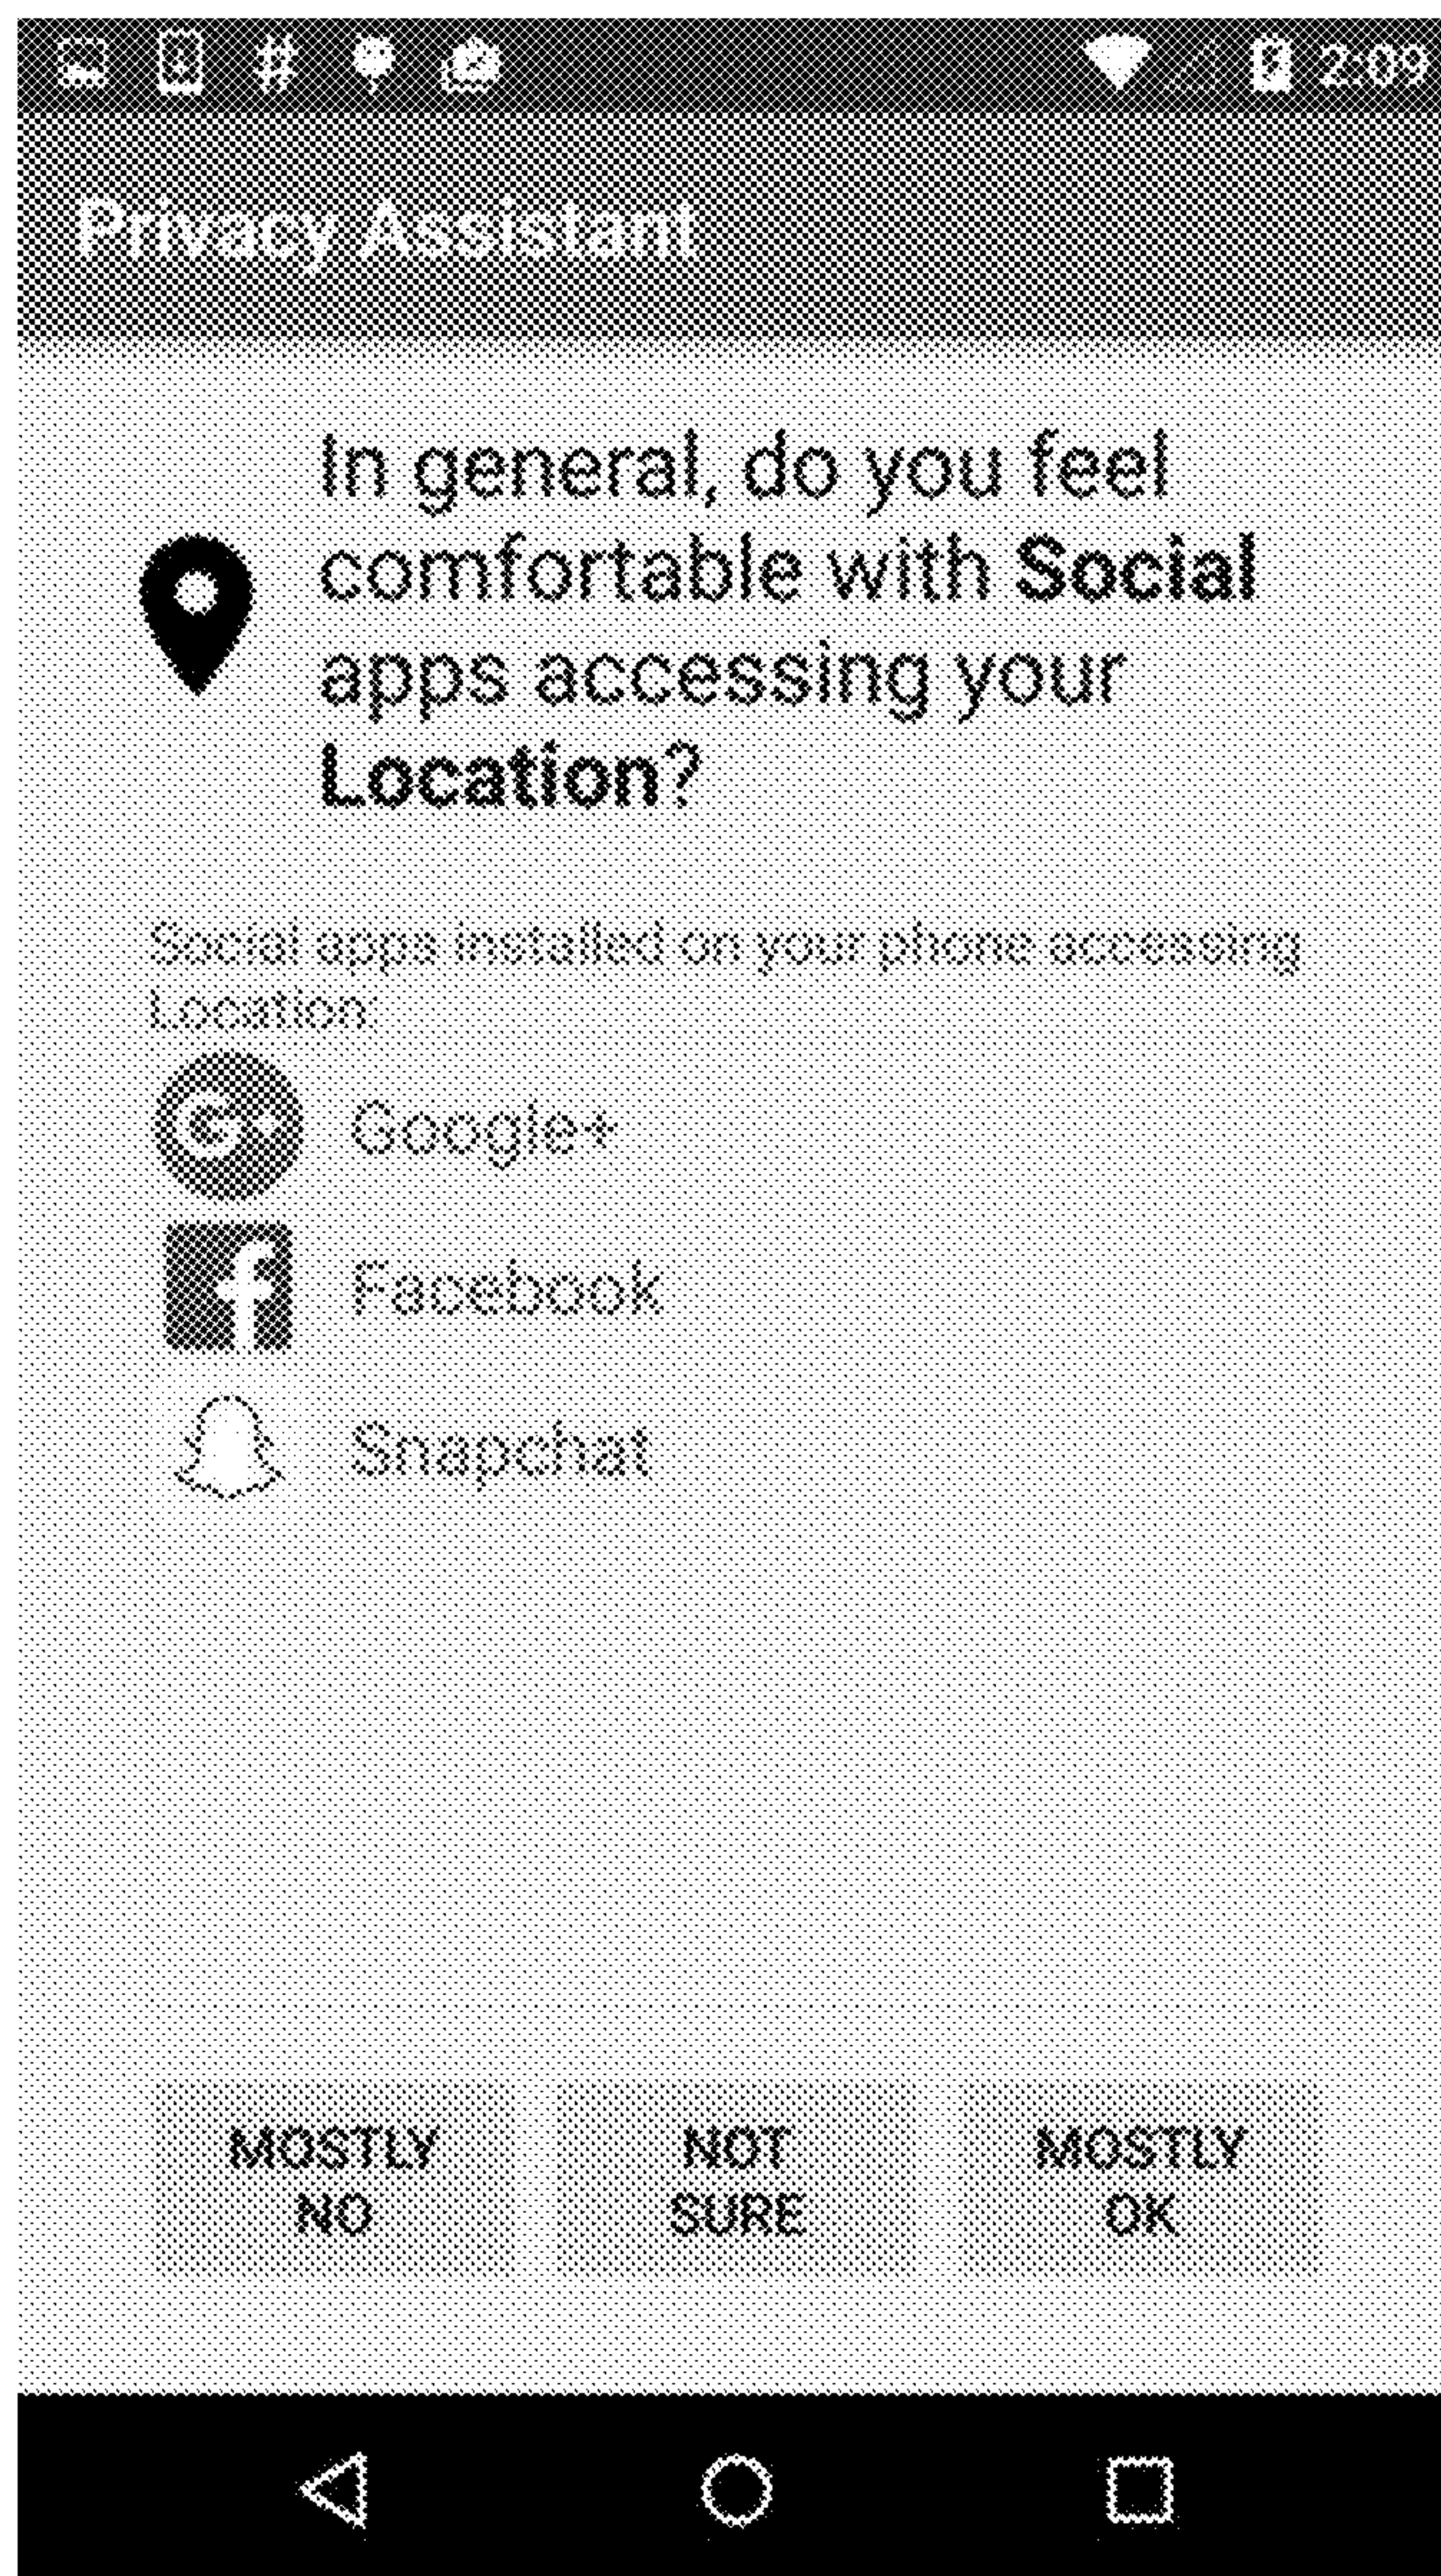 2:09
Privacy Assistant
In general, do you feel
comfortable with Social
apps accessing your
Location?
Social apps installed on your phone accessing
Location:
G+ Google+
f Facebook
Snapchat
MOSTLY
NO
NOT
SURE
MOSTLY
OK